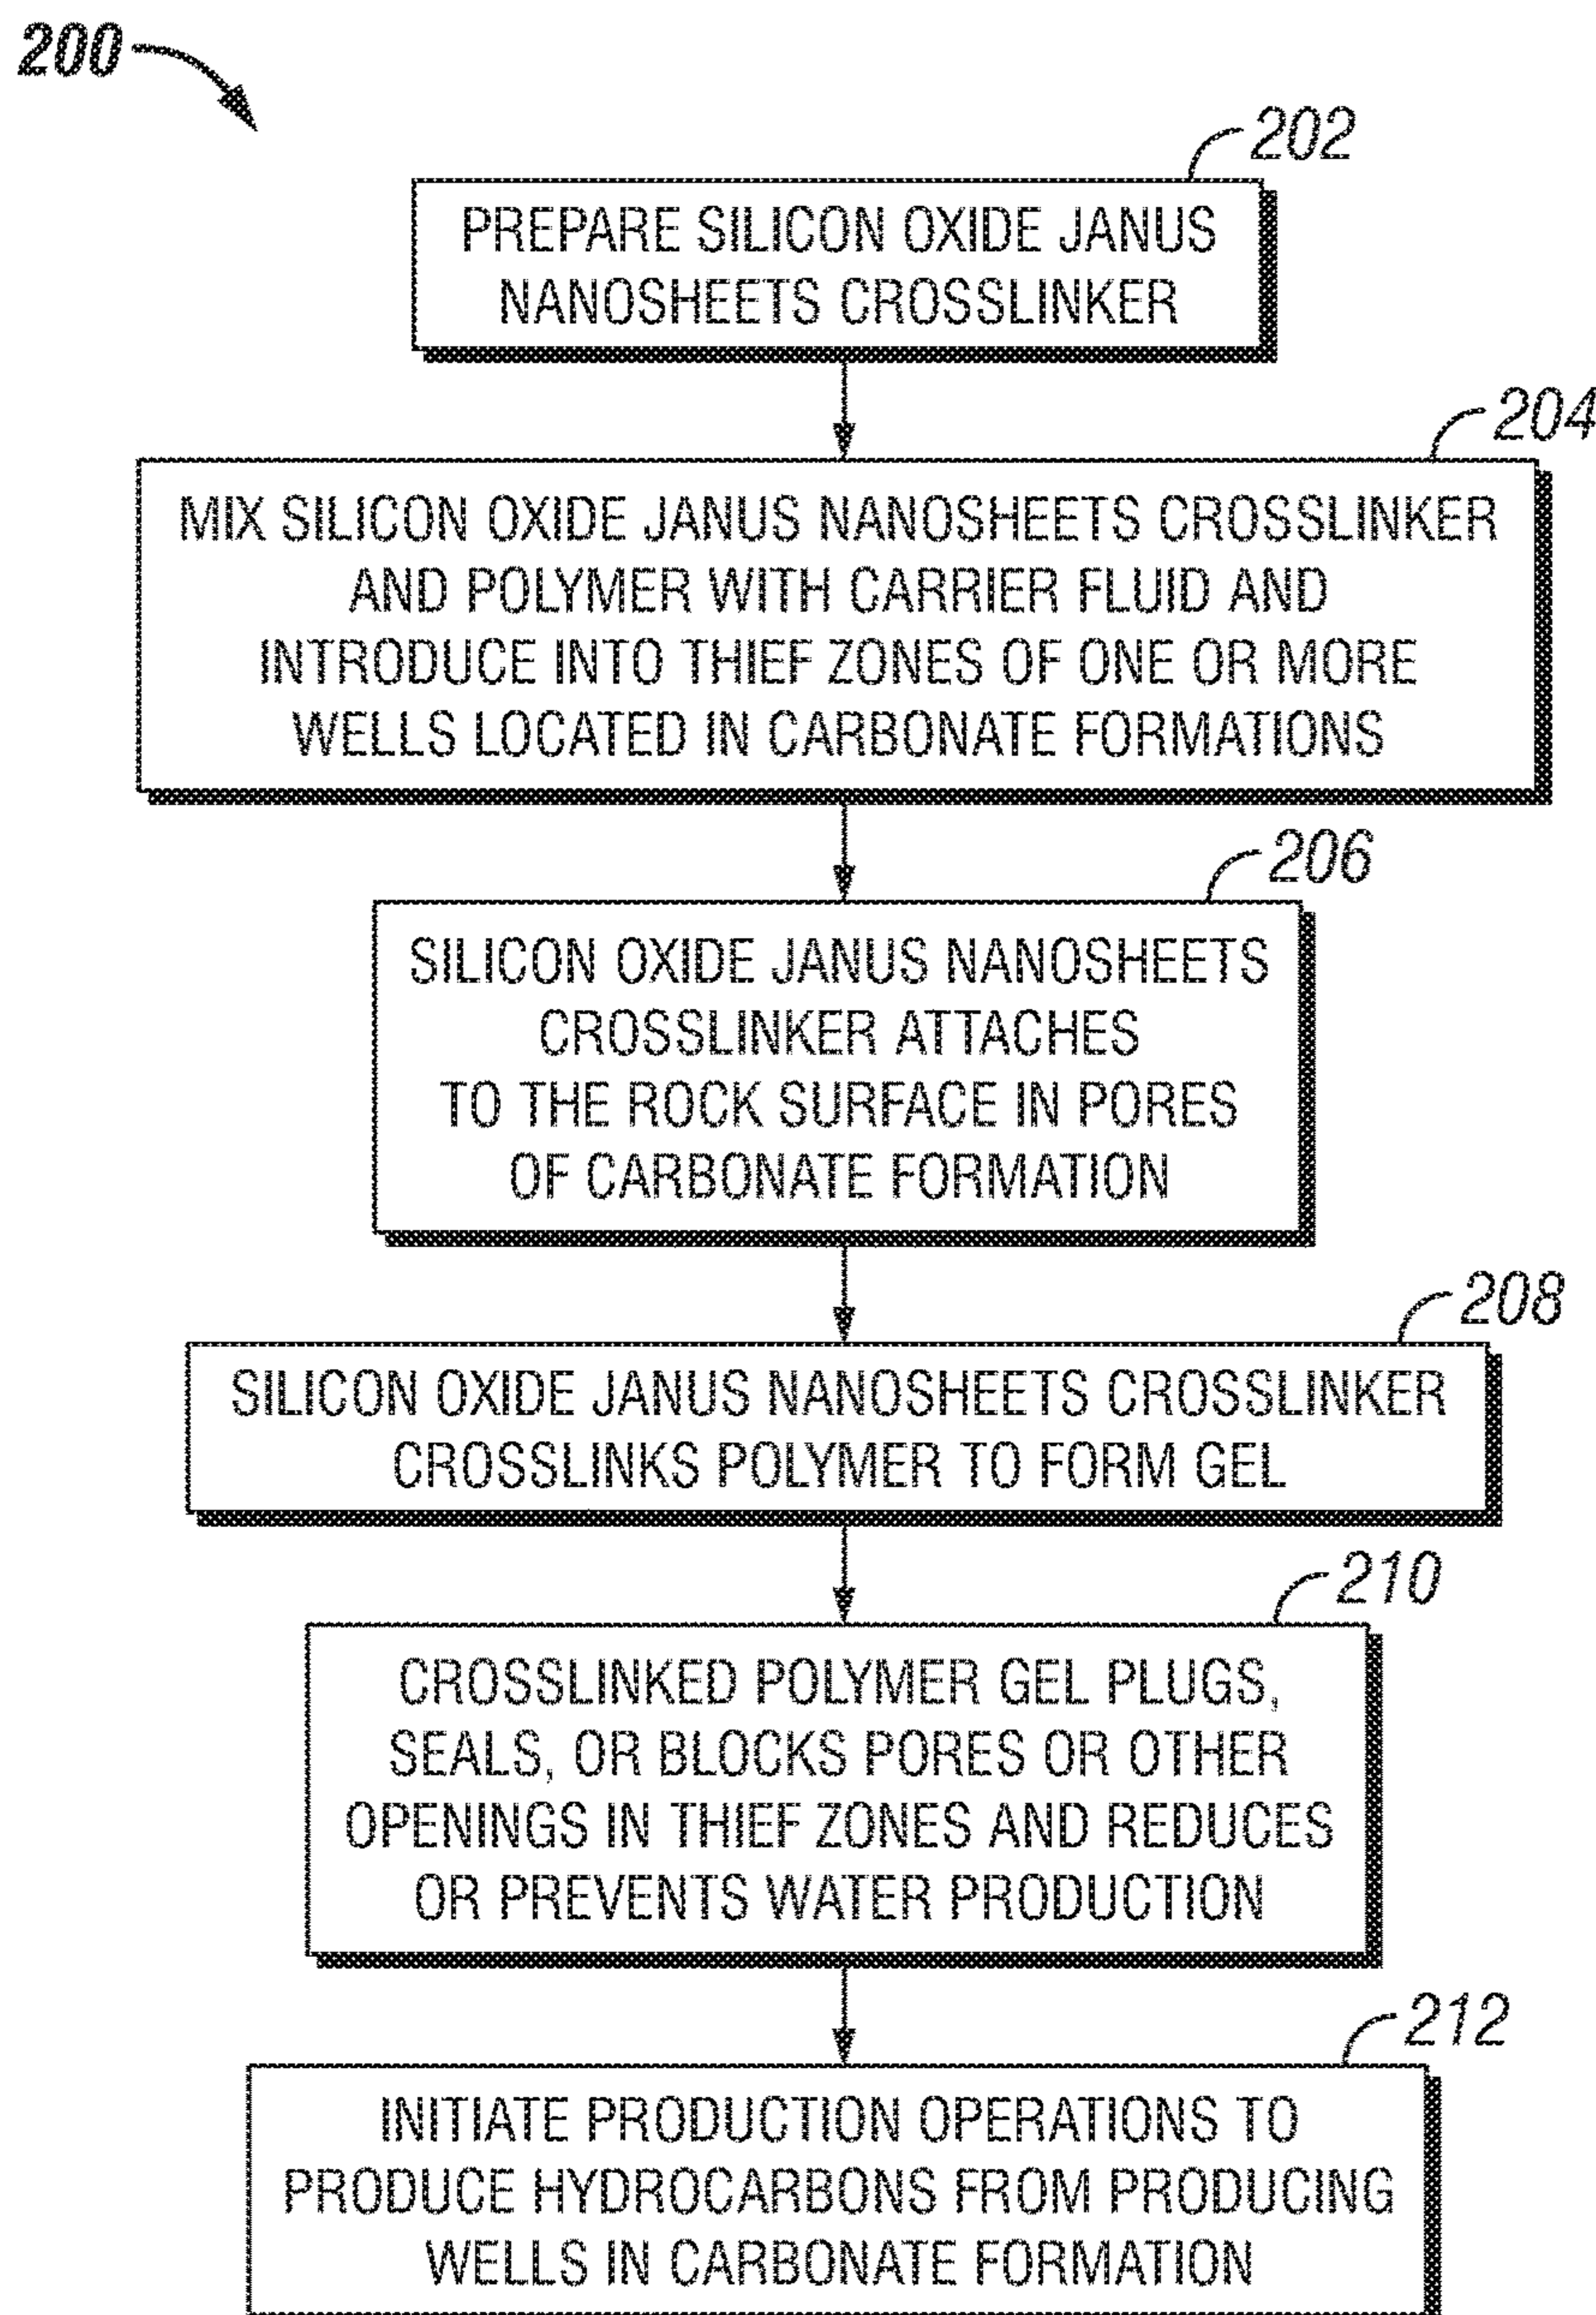 200
202
PREPARE SILICON OXIDE JANUS
NANOSHEETS CROSSLINKER
204
MIX SILICON OXIDE JANUS NANOSHEETS CROSSLINKER
AND POLYMER WITH CARRIER FLUID AND
INTRODUCE INTO THIEF ZONES OF ONE OR MORE
WELLS LOCATED IN CARBONATE FORMATIONS
206
SILICON OXIDE JANUS NANOSHEETS
CROSSLINKER ATTACHES
TO THE ROCK SURFACE IN PORES
OF CARBONATE FORMATION
208
SILICON OXIDE JANUS NANOSHEETS CROSSLINKER
CROSSLINKS POLYMER TO FORM GEL
210
CROSSLINKED POLYMER GEL PLUGS,
SEALS, OR BLOCKS PORES OR OTHER
OPENINGS IN THIEF ZONES AND REDUCES
OR PREVENTS WATER PRODUCTION
212
INITIATE PRODUCTION OPERATIONS TO
PRODUCE HYDROCARBONS FROM PRODUCING
WELLS IN CARBONATE FORMATION